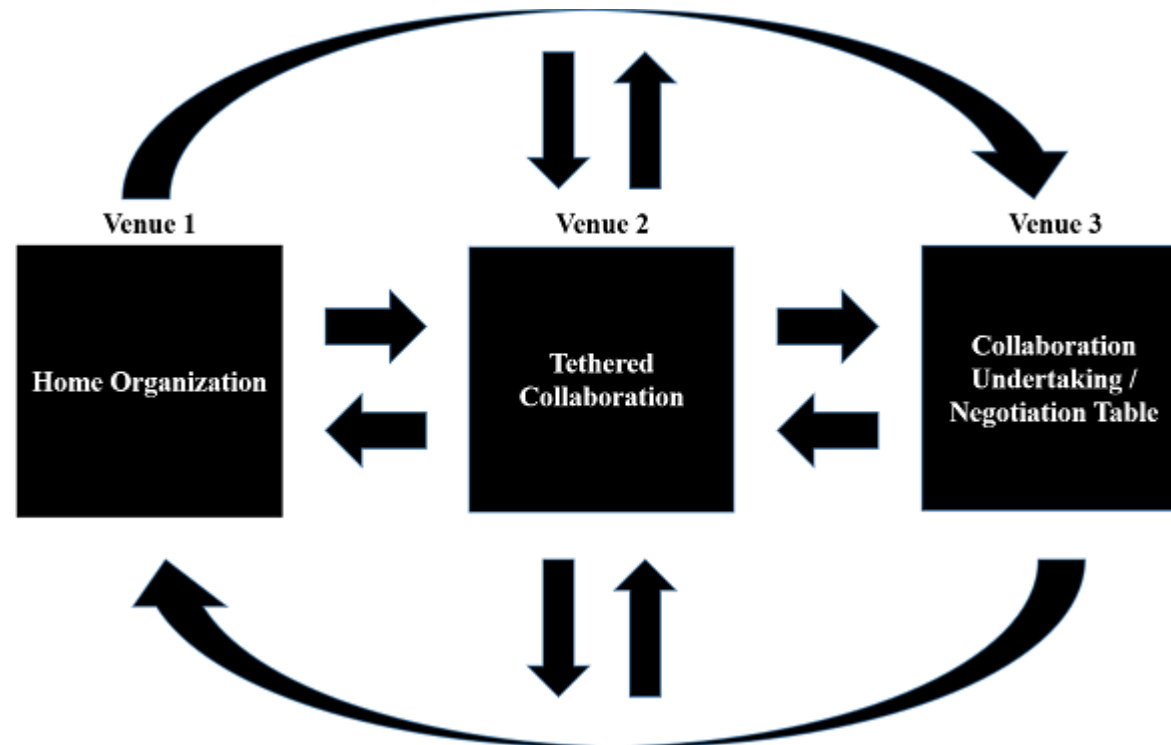 Venue 1
Venue 2
Venue 3
Home Organization
Tethered
Collaboration
Collaboration
Undertaking /
Negotiation Table